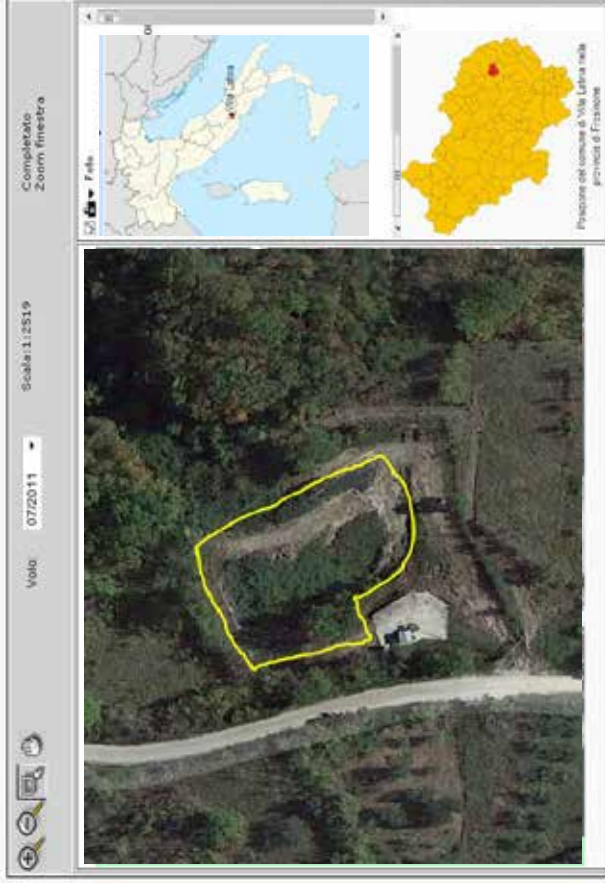 Volo: 07/2011
Scala:1:2519
Completato
Zoom finestra
Foto
Villa Latina
Posizione del comune di Villa Latina nella
provincia di Frosinone